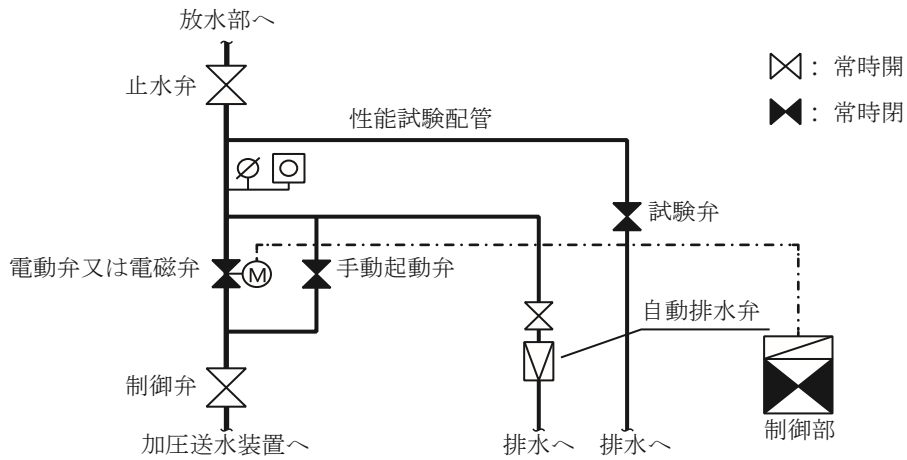 放水部へ
止水弁
：常時開
性能試験配管
：常時閉
試験弁
電動弁又は電磁弁
M
手動起動弁
自動排水弁
制御弁
制御部
加圧送水装置へ
排水へ
排水へ